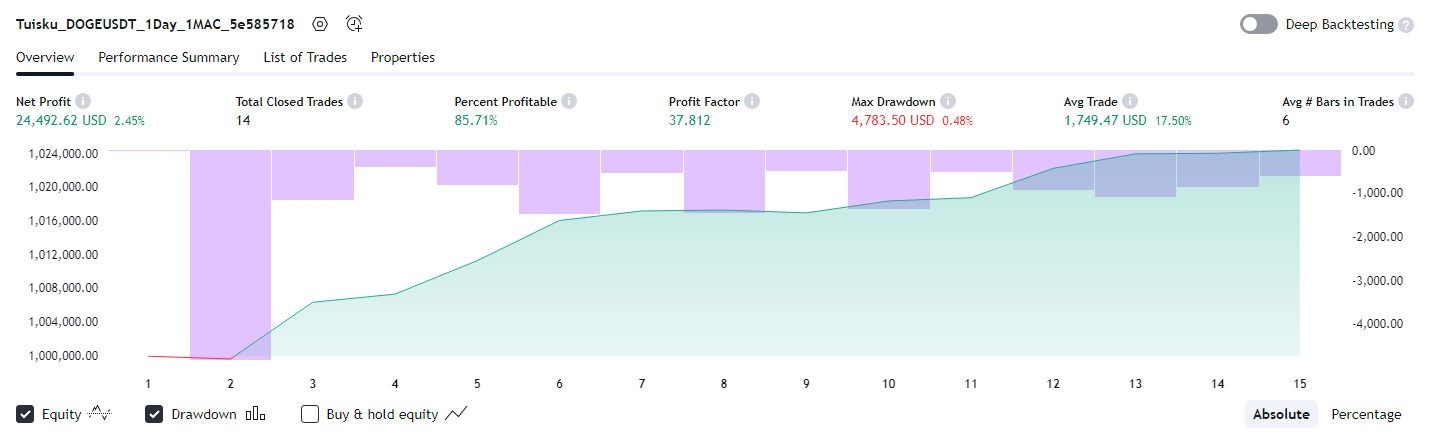 Tuisku_DOGEUSDT_1Day_1MAC_5e585718 Deep Backtesting ?
Overview Performance Summary List of Trades Properties
Net Profit i Total Closed Trades i Percent Profitable i Profit Factor i Max Drawdown i Avg Trade i Avg # Bars in Trades i
24,492.62 USD 2.45% 14 85.71% 37.812 4,783.50 USD 0.48% 1,749.47 USD 17.50% 6
1,024,000.00 0.00
1,020,000.00 -1,000.00
1,016,000.00 -2,000.00
1,012,000.00 -3,000.00
1,008,000.00
1,004,000.00 -4,000.00
1,000,000.00
1 2 3 4 5 6 7 8 9 10 11 12 13 14 15
Equity Drawdown Buy & hold equity Absolute Percentage